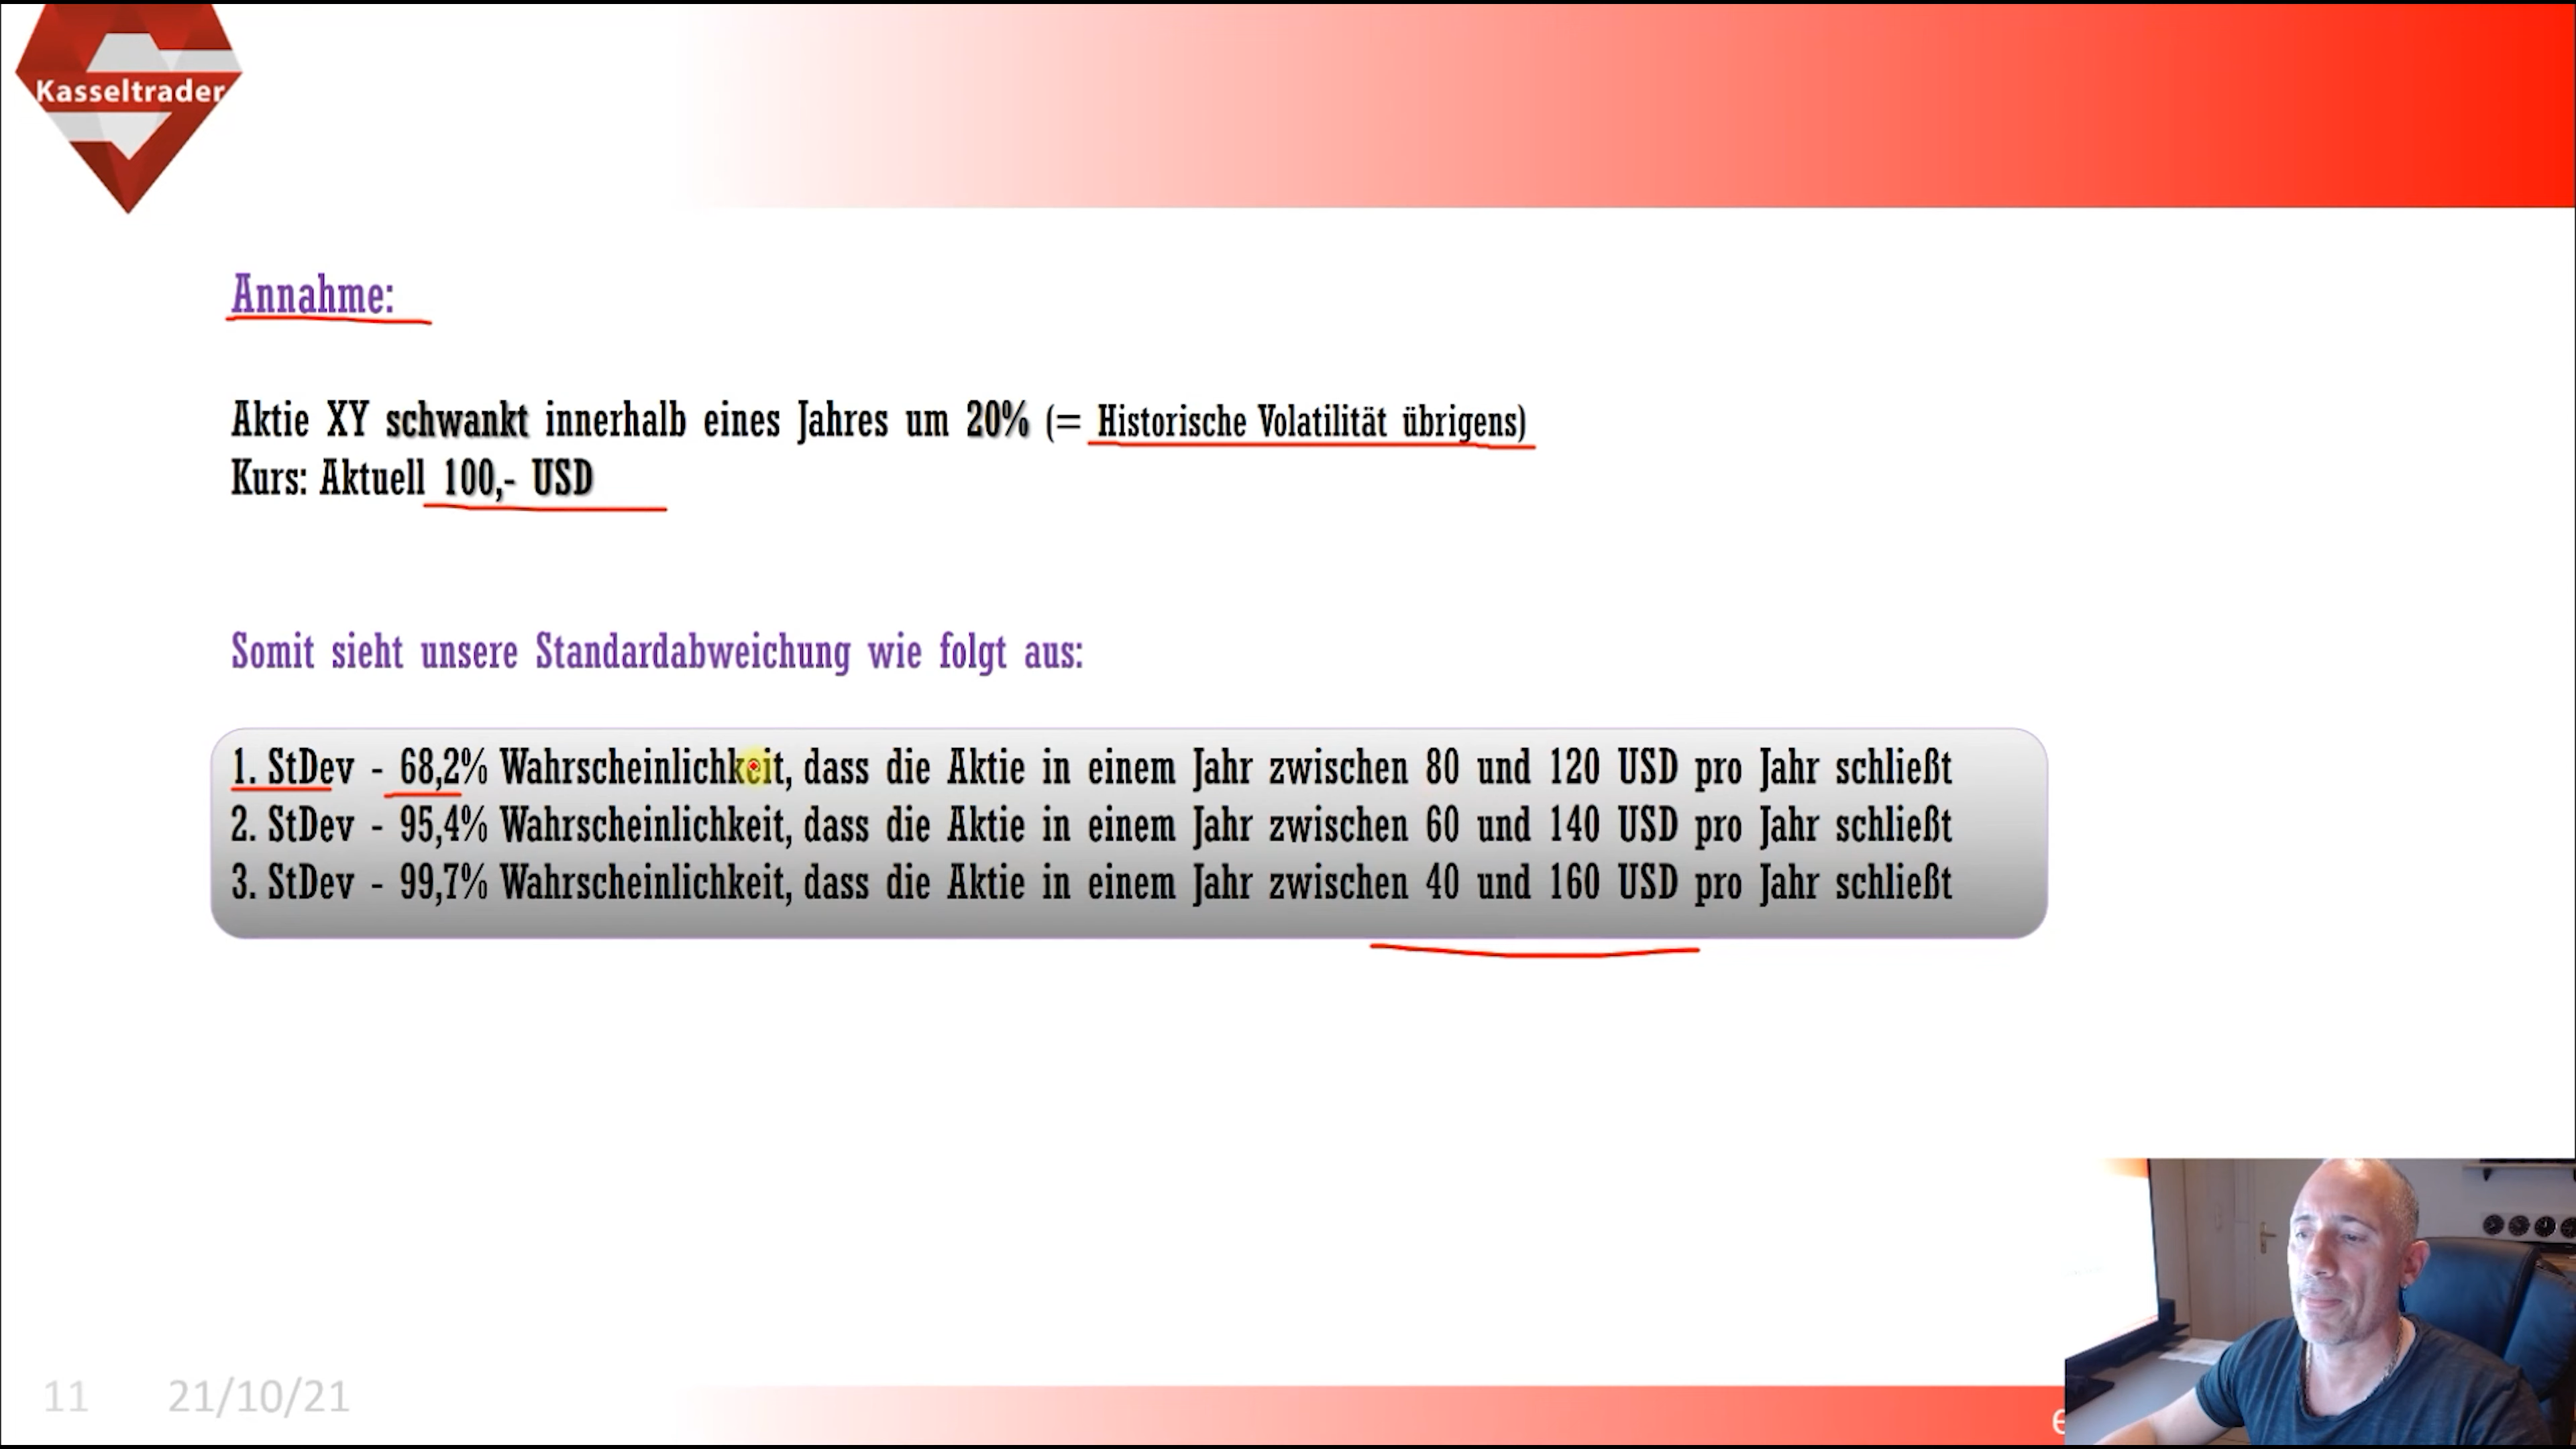 Kasseltrader
Annahme:
Aktie XY schwankt innerhalb eines Jahres um 20% (= Historische Volatilität übrigens)
Kurs: Aktuell 100,- USD
Somit sieht unsere Standardabweichung wie folgt aus:
1. StDev - 68,2% Wahrscheinlichkeit, dass die Aktie in einem Jahr zwischen 80 und 120 USD pro Jahr schließt
2. StDev - 95,4% Wahrscheinlichkeit, dass die Aktie in einem Jahr zwischen 60 und 140 USD pro Jahr schließt
3. StDev - 99,7% Wahrscheinlichkeit, dass die Aktie in einem Jahr zwischen 40 und 160 USD pro Jahr schließt
11 21/10/21